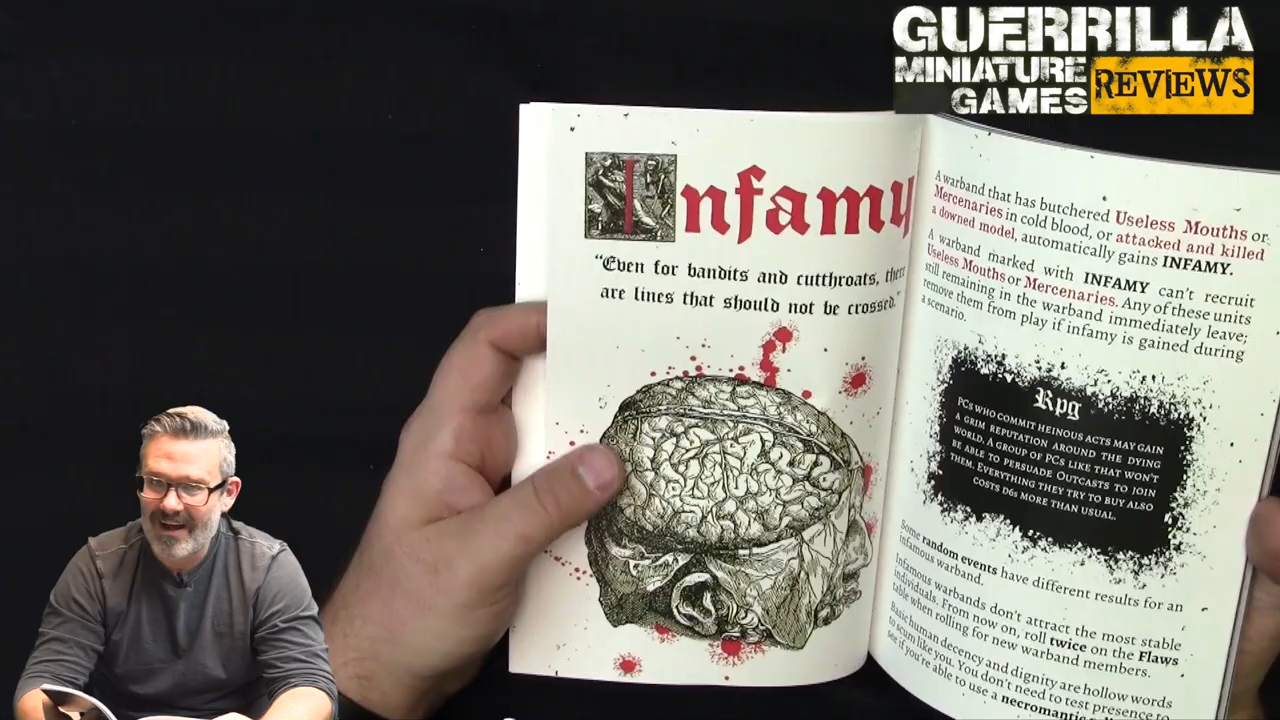 GUERRILLA
MINIATURE
GAMES
REVIEWS
Infamy
"Even for bandits and cutthroats, there
are lines that should not be crossed."
A warband that has butchered Useless Mouths or
Mercenaries in cold blood, or attacked and killed
a downed model, automatically gains INFAMY.
A warband marked with INFAMY can't recruit
Useless Mouths or Mercenaries. Any of these units
still remaining in the warband immediately leave;
remove them from play if infamy is gained during
a scenario.
Rpg
PCs WHO COMMIT HEINOUS ACTS MAY GAIN
A GRIM REPUTATION AROUND THE DYING
WORLD. A GROUP OF PCs LIKE THAT WON'T
BE ABLE TO PERSUADE OUTCASTS TO JOIN
THEM. EVERYTHING THEY TRY TO BUY ALSO
COSTS D6s MORE THAN USUAL.
Some random events have different results for an
infamous warband.
Infamous warbands don't attract the most stable
individuals. From now on, roll twice on the Flaws
table when rolling for new warband members.
Basic human decency and dignity are hollow words
to scum like you. You don't need to test presence to
see if you're able to use a necromantic